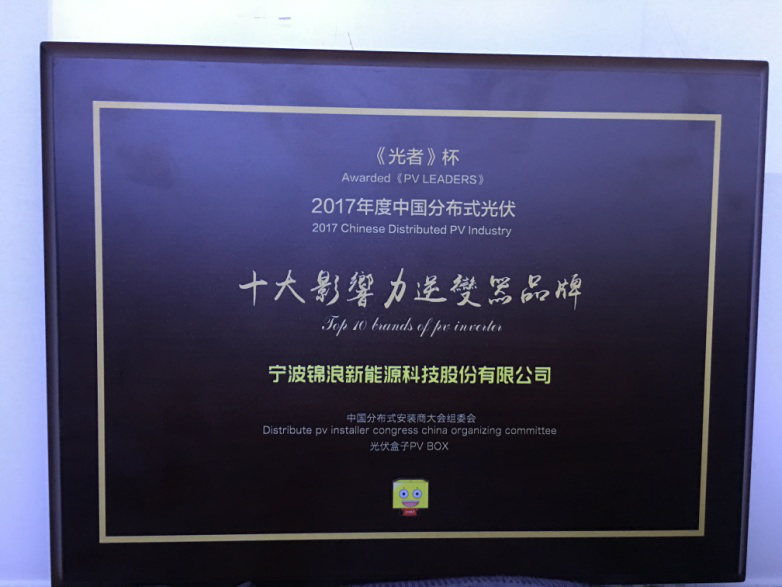 《光者》杯
Awarded《PV LEADERS》
2017年度中国分布式光伏
2017 Chinese Distributed PV Industry
十大影響力逆變器品牌
Top 10 brands of pv inverter
宁波锦浪新能源科技股份有限公司
中国分布式安装商大会组委会
Distribute pv installer congress china organizing committee
光伏盒子PV BOX